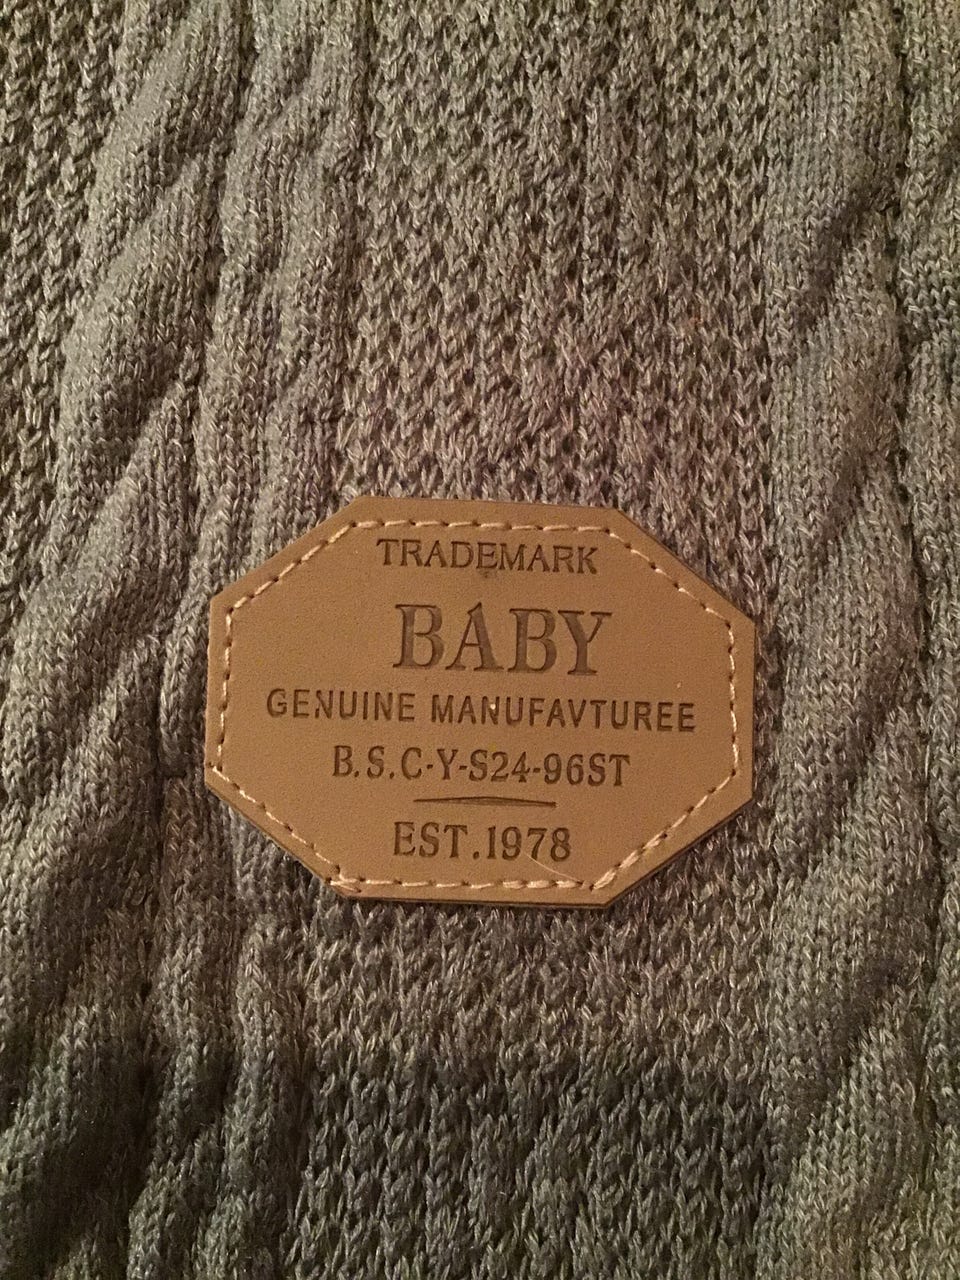 TRADEMARK
BABY
GENUINE MANUFAVTUREE
B.S.C-Y-S24-96ST
EST.1978